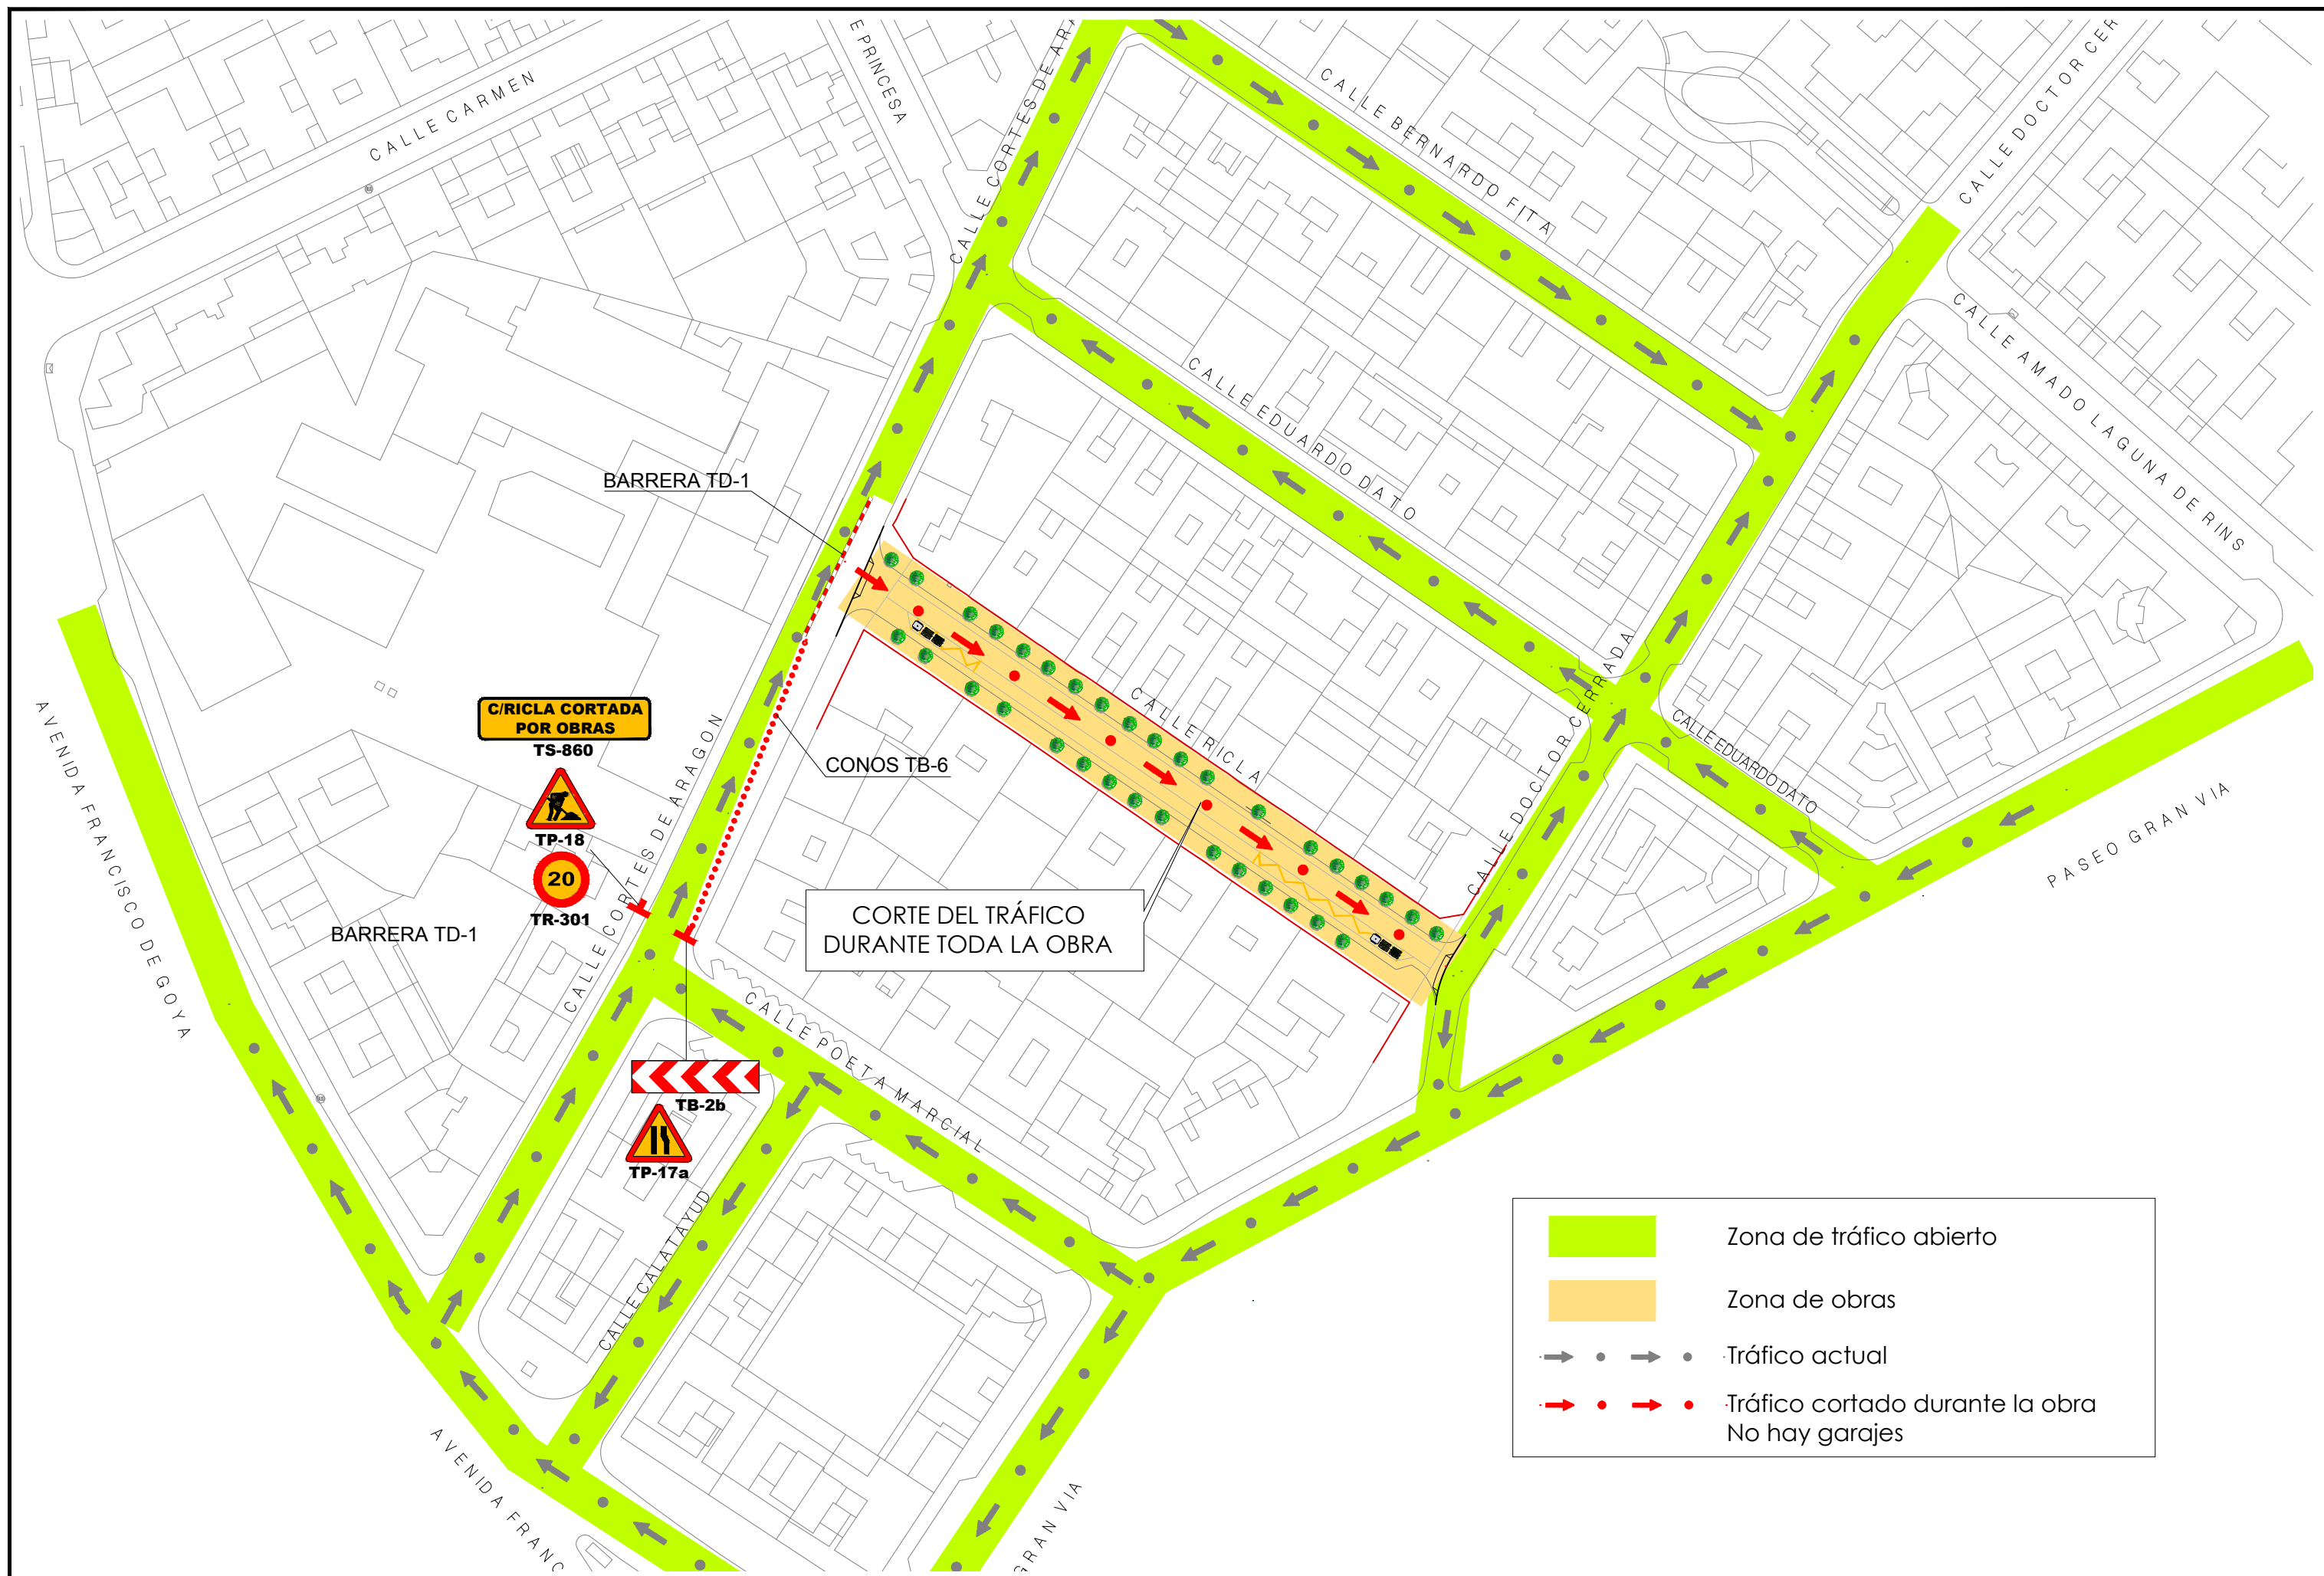 CALLE CARMEN
E PRINCESA
CALLE CORTES DE AR
CALLE BERNARDO FITA
CALLE DOCTOR CER
CALLE AMADO LAGUNA DE RINS
CALLE EDUARDO DATO
BARRERA TD-1
CALLE RICLA
CALLE DOCTOR CERRADA
CALLE EDUARDO DATO
PASEO GRAN VIA
AVENIDA FRANCISCO DE GOYA
C/RICLA CORTADA
POR OBRAS
TS-860
TP-18
20
TR-301
BARRERA TD-1
CALLE CORTES DE ARAGON
CONOS TB-6
CORTE DEL TRÁFICO
DURANTE TODA LA OBRA
CALLE POETA MARCIAL
TB-2b
TP-17a
CALLE CALATAYUD
AVENIDA FRANC
GRAN VIA
Zona de tráfico abierto
Zona de obras
Tráfico actual
Tráfico cortado durante la obra
No hay garajes